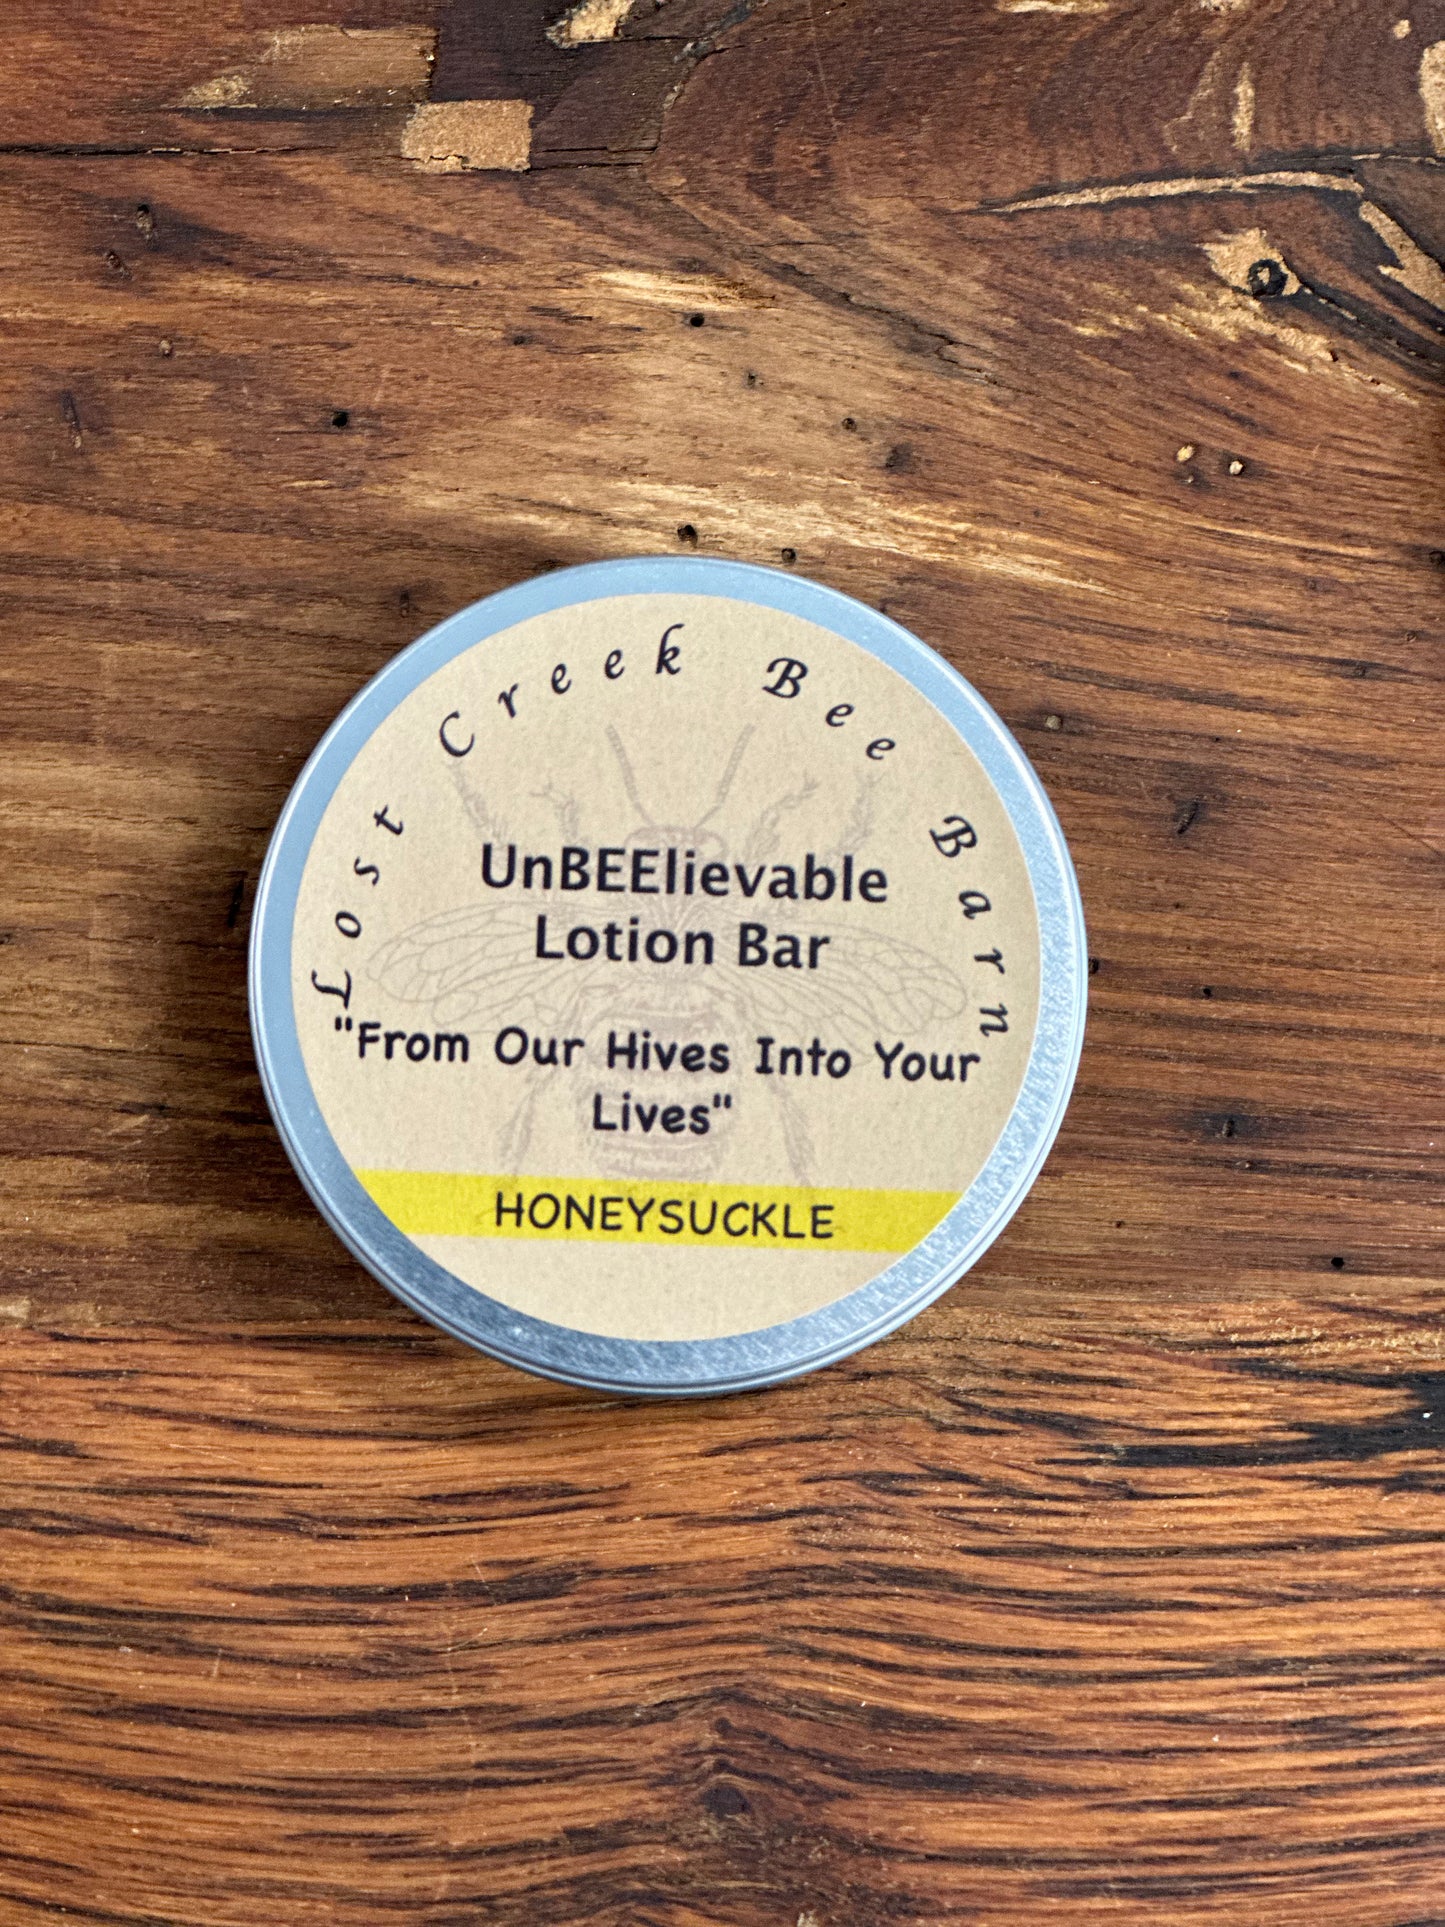 Lost Creek Bee Barn
UnBEElievable
Lotion Bar
"From Our Hives Into Your
Lives"
HONEYSUCKLE